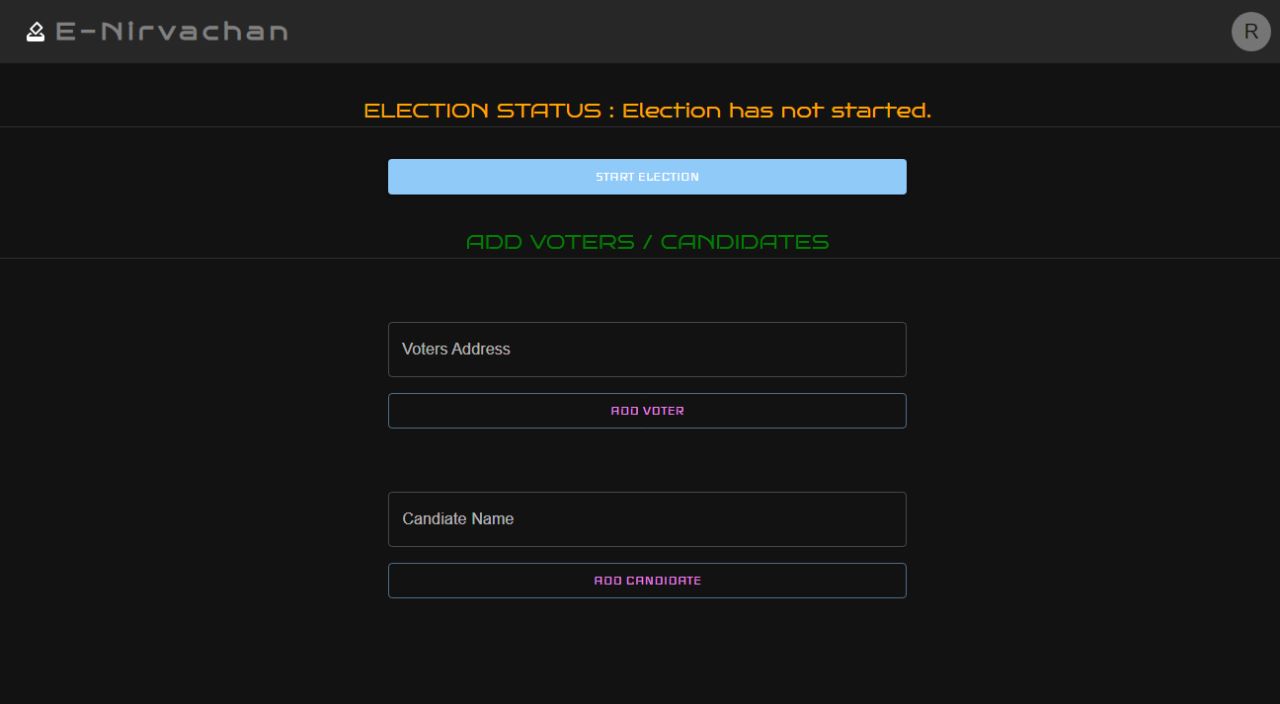 E-Nirvachan
R
ELECTION STATUS : Election has not started.
START ELECTION
ADD VOTERS / CANDIDATES
Voters Address
ADD VOTER
Candiate Name
ADD CANDIDATE